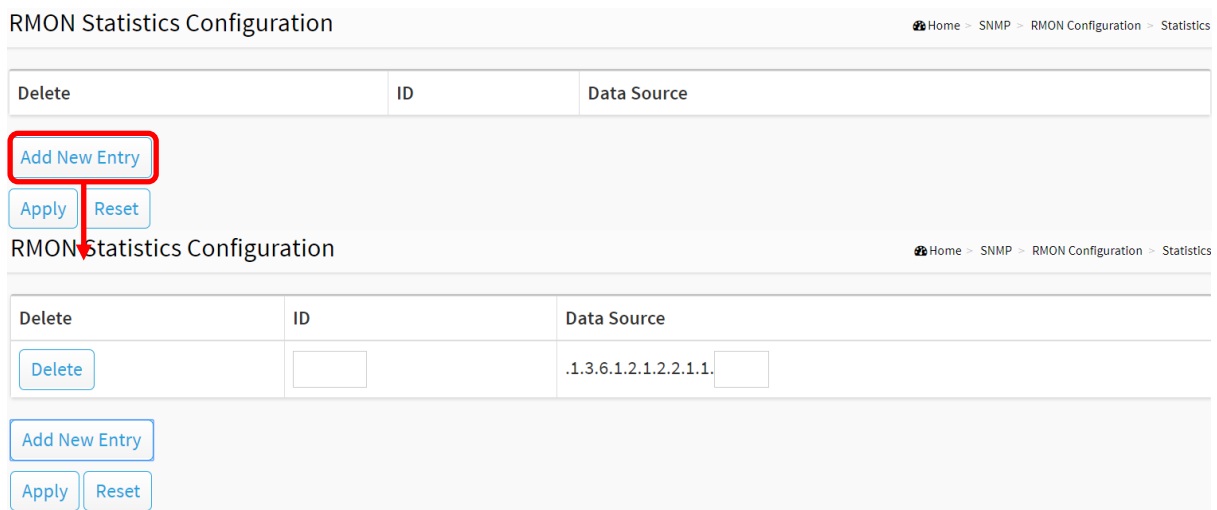 RMON Statistics Configuration
Home > SNMP > RMON Configuration > Statistics
Delete ID Data Source
Add New Entry
Apply Reset
RMON Statistics Configuration
Home > SNMP > RMON Configuration > Statistics
Delete ID Data Source
Delete .1.3.6.1.2.1.2.2.1.1.
Add New Entry
Apply Reset